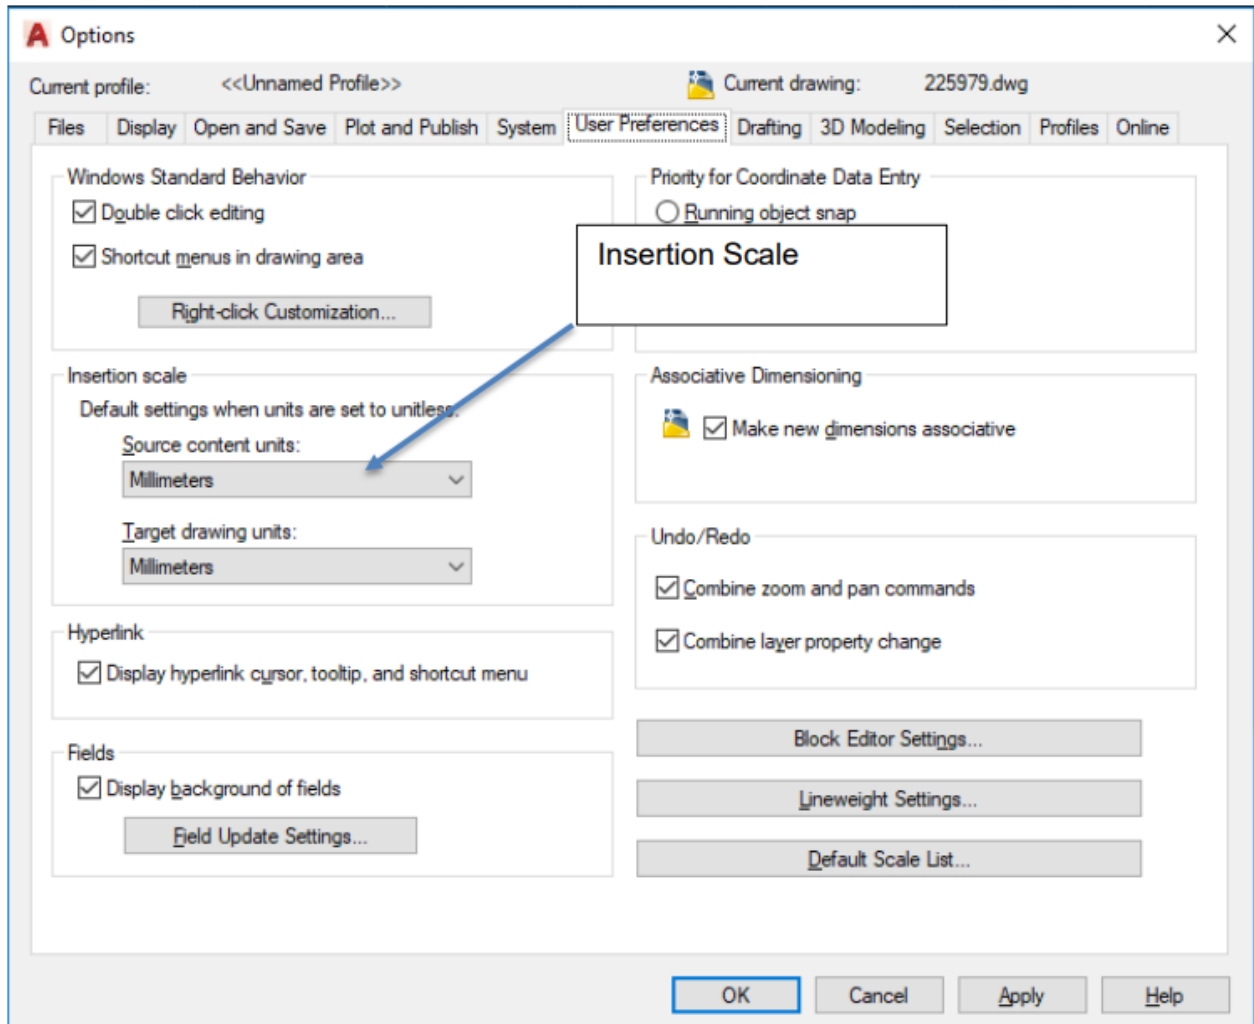 Options
Current profile: <<Unnamed Profile>> Current drawing: 225979.dwg
Files Display Open and Save Plot and Publish System User Preferences Drafting 3D Modeling Selection Profiles Online
Windows Standard Behavior
Double click editing
Shortcut menus in drawing area
Right-click Customization...
Insertion scale
Default settings when units are set to unitless:
Source content units:
Millimeters
Target drawing units:
Millimeters
Hyperlink
Display hyperlink cursor, tooltip, and shortcut menu
Fields
Display background of fields
Field Update Settings...
Priority for Coordinate Data Entry
Running object snap
Insertion Scale
Associative Dimensioning
Make new dimensions associative
Undo/Redo
Combine zoom and pan commands
Combine layer property change
Block Editor Settings...
Lineweight Settings...
Default Scale List...
OK Cancel Apply Help